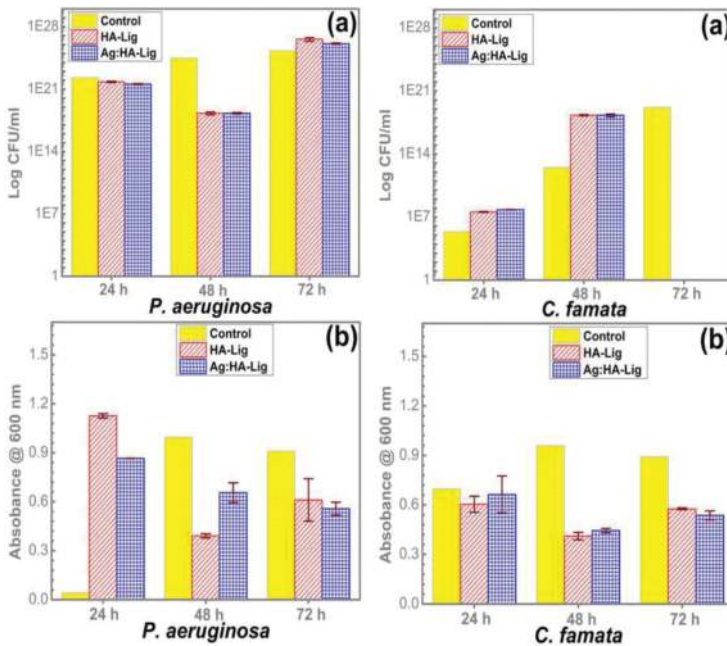 (a)
Control
HA-Lig
Ag:HA-Lig
1E28
1E21
1E14
1E7
1
Log CFU/ml
24 h
48 h
72 h
P. aeruginosa
(a)
Control
HA-Lig
Ag:HA-Lig
1E28
1E21
1E14
1E7
1
Log CFU/ml
24 h
48 h
72 h
C. famata
(b)
Control
HA-Lig
Ag:HA-Lig
1.5
1.2
0.9
0.6
0.3
0.0
Absobance @ 600 nm
24 h
48 h
72 h
P. aeruginosa
(b)
Control
HA-Lig
Ag:HA-Lig
1.5
1.2
0.9
0.6
0.3
0.0
Absobance @ 600 nm
24 h
48 h
72 h
C. famata